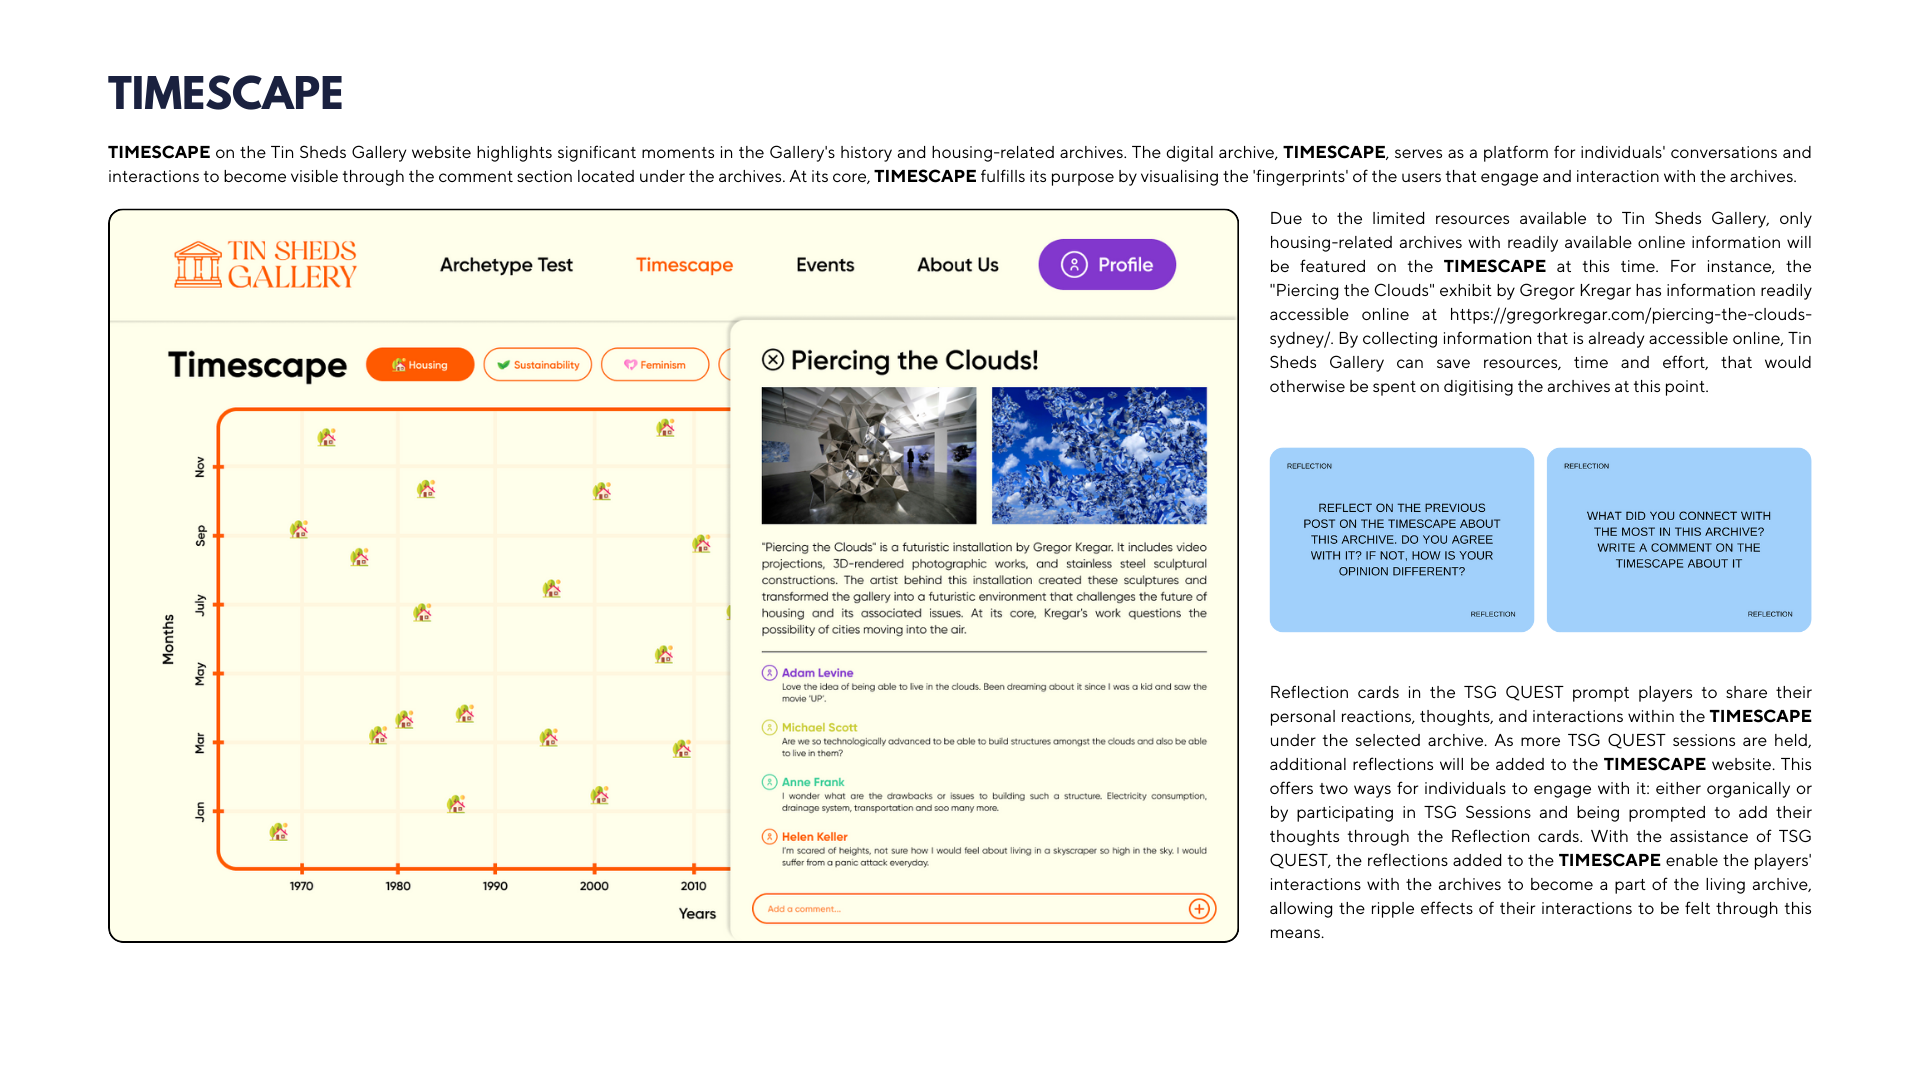 TIMESCAPE
TIMESCAPE on the Tin Sheds Gallery website highlights significant moments in the Gallery's history and housing-related archives. The digital archive, TIMESCAPE, serves as a platform for individuals' conversations and
interactions to become visible through the comment section located under the archives. At its core, TIMESCAPE fulfills its purpose by visualising the 'fingerprints' of the users that engage and interaction with the archives.
TIN SHEDS
GALLERY
Archetype Test
Timescape
Events
About Us
Profile
Timescape
Housing
Sustainability
Feminism
Months
Nov
Sep
July
May
Mar
Jan
1970
1980
1990
2000
2010
Years
Piercing the Clouds!
"Piercing the Clouds" is a futuristic installation by Gregor Kregar. It includes video
projections, 3D-rendered photographic works, and stainless steel sculptural
constructions. The artist behind this installation created these sculptures and
transformed the gallery into a futuristic environment that challenges the future of
housing and its associated issues. At its core, Kregar's work questions the
possibility of cities moving into the air.
Adam Levine
Love the idea of being able to live in the clouds. Been dreaming about it since I was a kid and saw the
movie 'UP'.
Michael Scott
Are we so technologically advanced to be able to build structures amongst the clouds and also be able
to live in them?
Anne Frank
I wonder what are the drawbacks or issues to building such a structure. Electricity consumption,
drainage system, transportation and soo many more.
Helen Keller
I'm scared of heights, not sure how I would feel about living in a skyscraper so high in the sky. I would
suffer from a panic attack everyday.
Add a comment...
Due to the limited resources available to Tin Sheds Gallery, only
housing-related archives with readily available online information will
be featured on the TIMESCAPE at this time. For instance, the
"Piercing the Clouds" exhibit by Gregor Kregar has information readily
accessible online at https://gregorkregar.com/piercing-the-clouds-
sydney/. By collecting information that is already accessible online, Tin
Sheds Gallery can save resources, time and effort, that would
otherwise be spent on digitising the archives at this point.
REFLECTION
REFLECT ON THE PREVIOUS
POST ON THE TIMESCAPE ABOUT
THIS ARCHIVE. DO YOU AGREE
WITH IT? IF NOT, HOW IS YOUR
OPINION DIFFERENT?
REFLECTION
REFLECTION
WHAT DID YOU CONNECT WITH
THE MOST IN THIS ARCHIVE?
WRITE A COMMENT ON THE
TIMESCAPE ABOUT IT
REFLECTION
Reflection cards in the TSG QUEST prompt players to share their
personal reactions, thoughts, and interactions within the TIMESCAPE
under the selected archive. As more TSG QUEST sessions are held,
additional reflections will be added to the TIMESCAPE website. This
offers two ways for individuals to engage with it: either organically or
by participating in TSG Sessions and being prompted to add their
thoughts through the Reflection cards. With the assistance of TSG
QUEST, the reflections added to the TIMESCAPE enable the players'
interactions with the archives to become a part of the living archive,
allowing the ripple effects of their interactions to be felt through this
means.